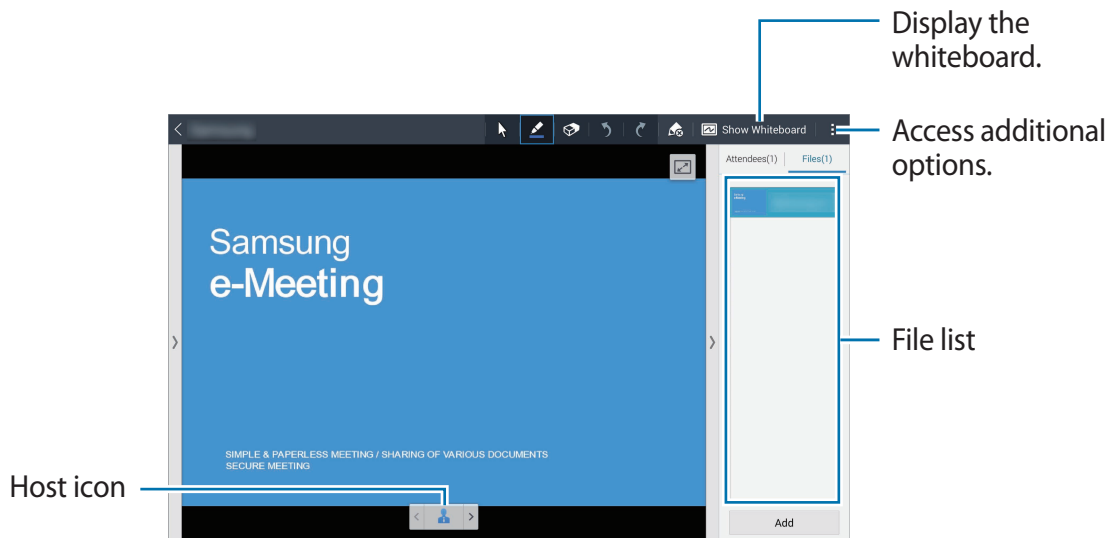 Display the
whiteboard.
Show Whiteboard
Access additional
options.
Attendees(1)
Files(1)
Samsung
e-Meeting
File list
SIMPLE & PAPERLESS MEETING / SHARING OF VARIOUS DOCUMENTS
SECURE MEETING
Host icon
Add